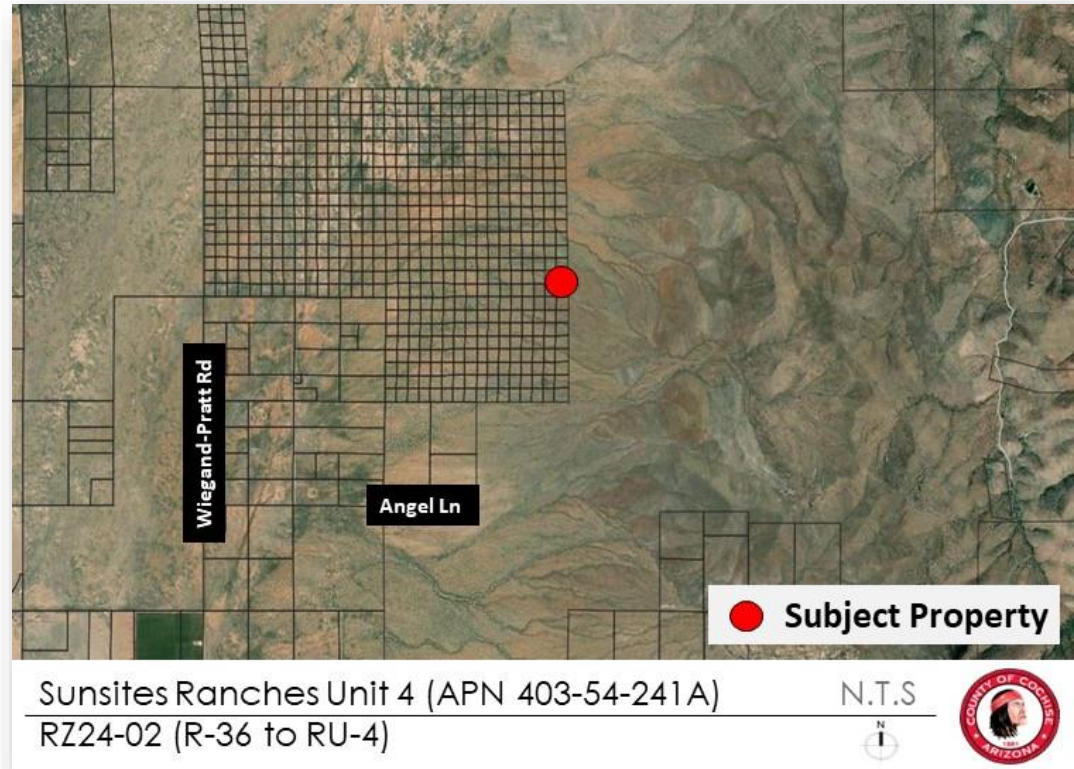 Wiegand-Pratt Rd
Angel Ln
Subject Property
Sunsites Ranches Unit 4 (APN 403-54-241A)
N.T.S
RZ24-02 (R-36 to RU-4)
N
COUNTY OF COCHISE
1881
ARIZONA